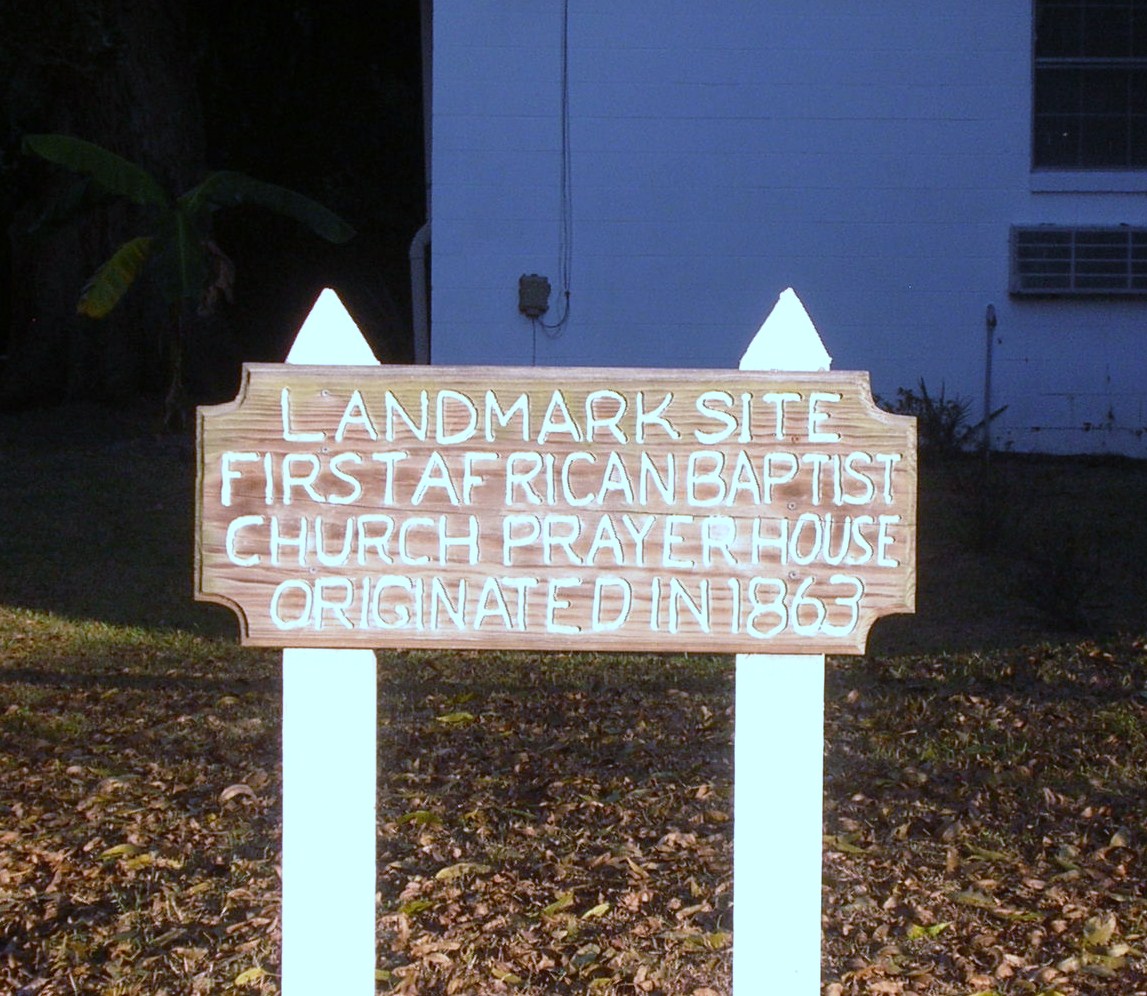 LANDMARK SITE
FIRST AFRICAN BAPTIST
CHURCH PRAYER HOUSE
ORIGINATED IN 1863